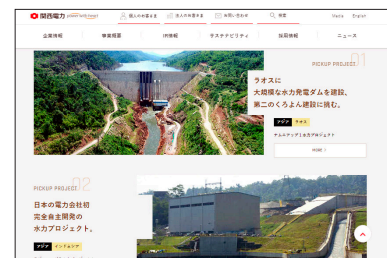 関西電力 power with heart
個人のお客さま 法人のお客さま お問い合わせ 検索 Media English
企業情報 事業概要 IR情報 サステナビリティ 採用情報 ニュース
PICKUP PROJECT 01
ラオスに
大規模な水力発電ダムを建設。
第二のくろよん建設に挑む。
アジア ラオス
ナムニアップ1水力プロジェクト
MORE
PICKUP PROJECT 02
日本の電力会社初
完全自主開発の
水力プロジェクト。
アジア インドネシア